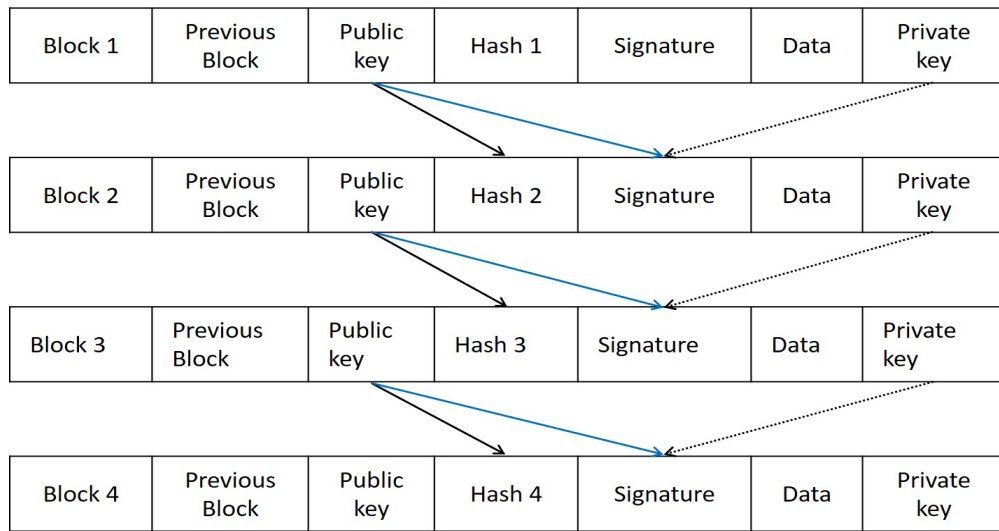 Block 1 Previous Block Public key Hash 1 Signature Data Private key
Block 2 Previous Block Public key Hash 2 Signature Data Private key
Block 3 Previous Block Public key Hash 3 Signature Data Private key
Block 4 Previous Block Public key Hash 4 Signature Data Private key